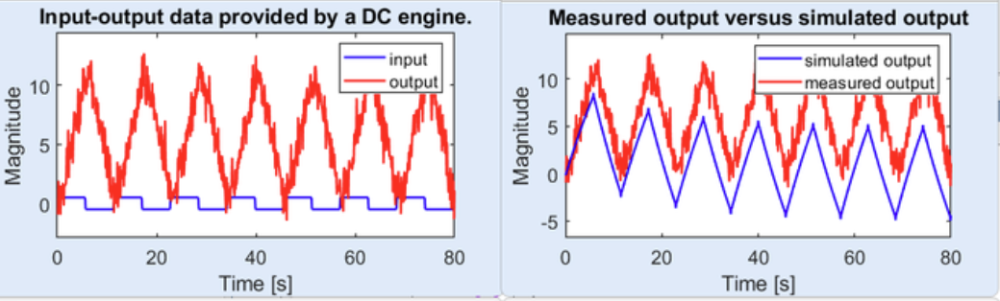 Input-output data provided by a DC engine.
input
output
10
5
0
Magnitude
0
20
40
60
80
Time [s]
Measured output versus simulated output
simulated output
measured output
10
5
0
-5
Magnitude
0
20
40
60
80
Time [s]